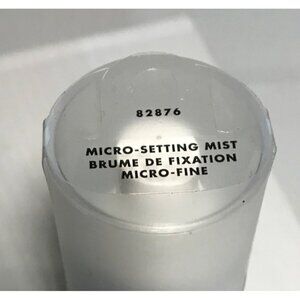 82876
MICRO-SETTING MIST
BRUME DE FIXATION
MICRO-FINE